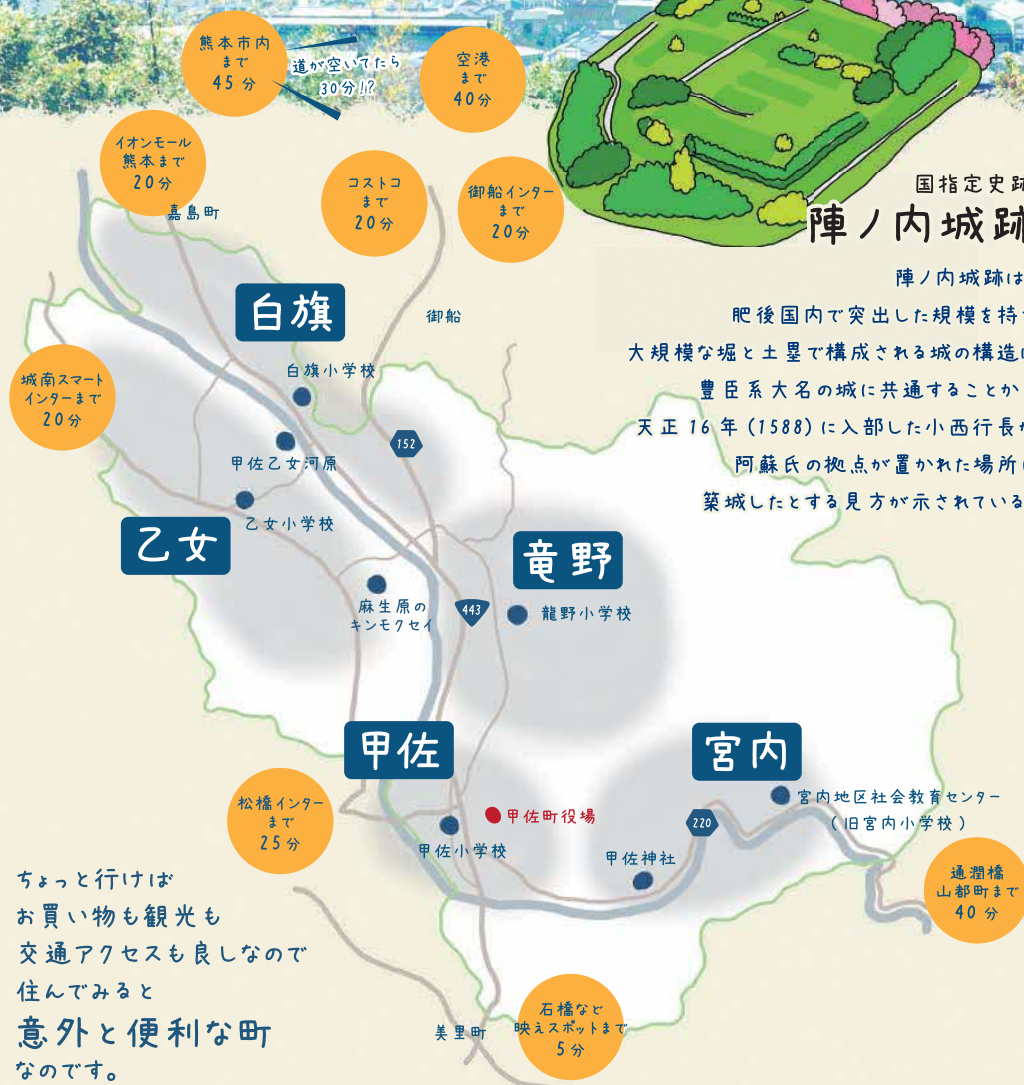 熊本市内
まで
45分
道が空いてたら
30分!?
空港
まで
40分
イオンモール
熊本まで
20分
嘉島町
コストコ
まで
20分
御船インター
まで
20分
国指定史跡
陣ノ内城跡
陣ノ内城跡は
肥後国内で突出した規模を持
大規模な堀と土塁で構成される城の構造
豊臣系大名の城に共通することか
天正16年(1588)に入部した小西行長
阿蘇氏の拠点が置かれた場所
築城したとする見方が示されている
白旗
御船
白旗小学校
城南スマート
インターまで
20分
152
甲佐乙女河原
乙女小学校
乙女
竜野
麻生原の
キンモクセイ
443
龍野小学校
甲佐
宮内
松橋インター
まで
25分
甲佐町役場
甲佐小学校
220
宮内地区社会教育センター
(旧宮内小学校)
甲佐神社
通潤橋
山都町まで
40分
ちょっと行けば
お買い物も観光も
交通アクセスも良しなので
住んでみると
意外と便利な町
なのです。
美里町
石橋など
映えスポットまで
5分